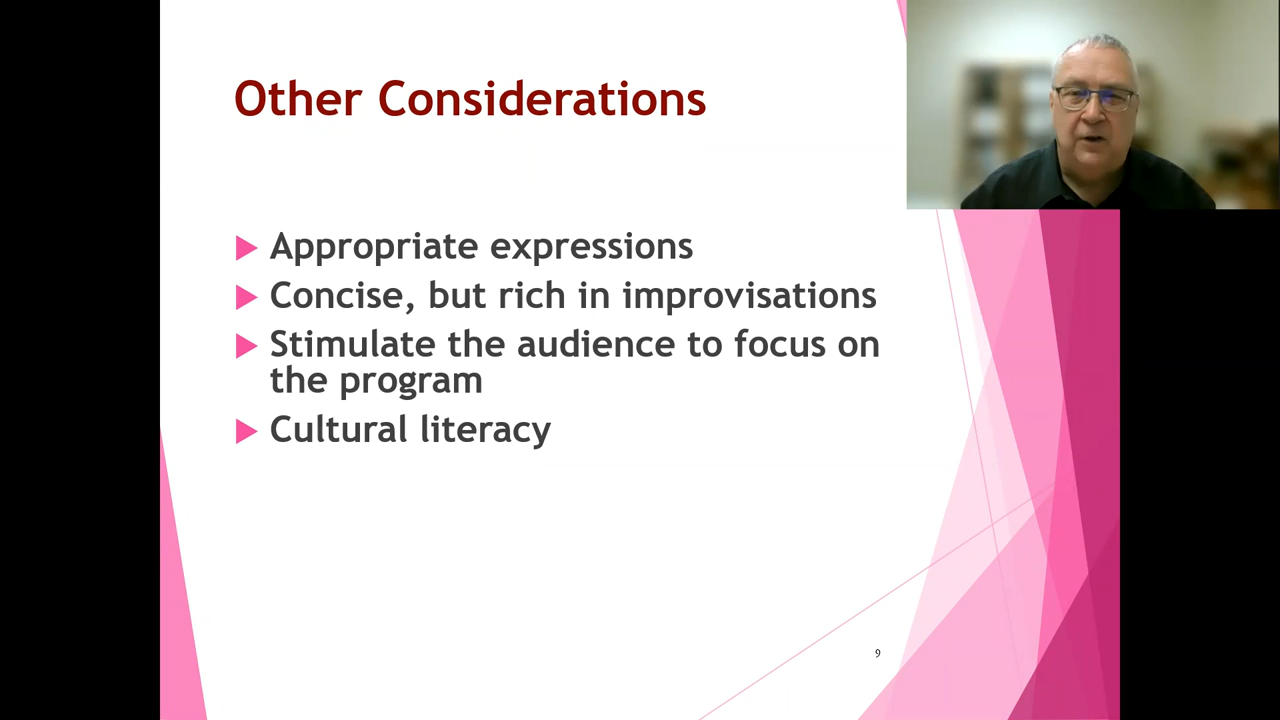 Other Considerations
Appropriate expressions
Concise, but rich in improvisations
Stimulate the audience to focus on
the program
Cultural literacy
9